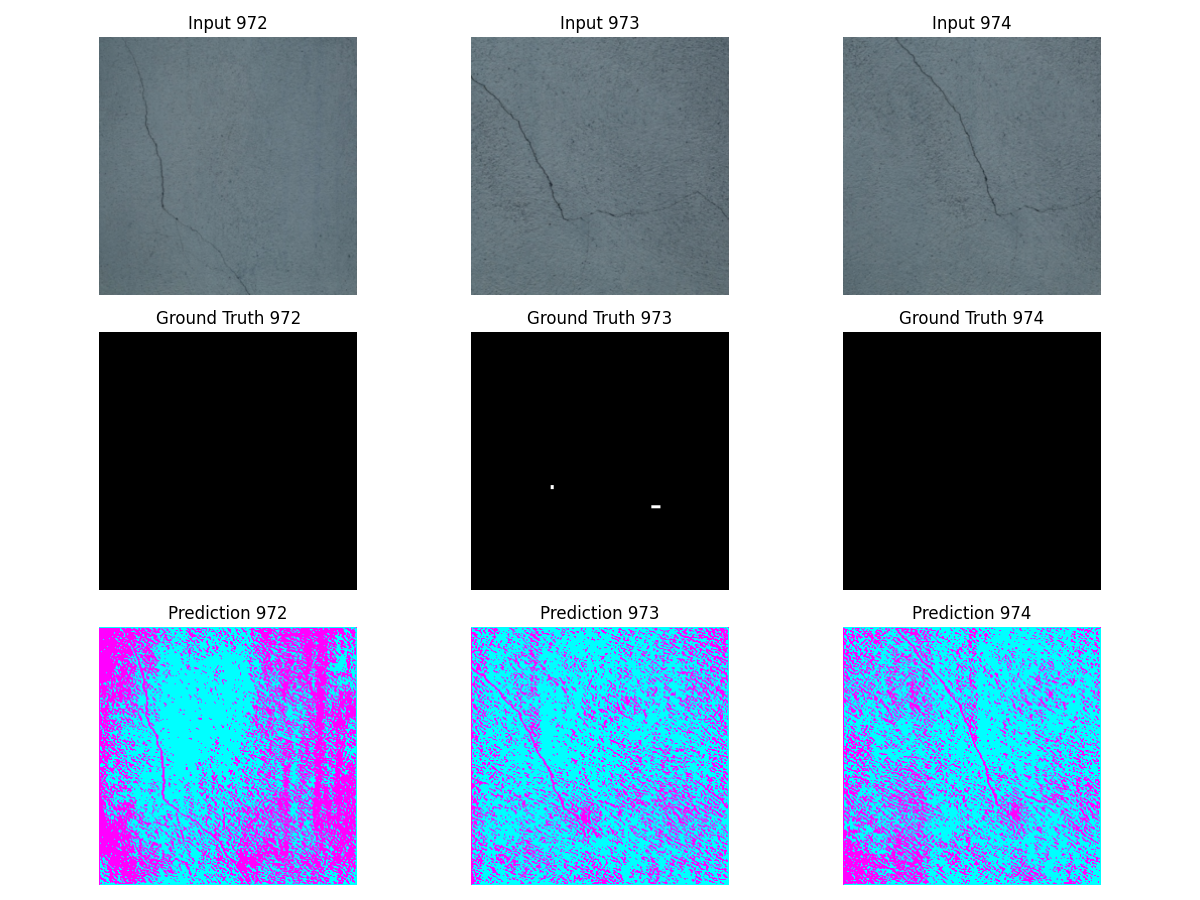 Input 972
Input 973
Input 974
Ground Truth 972
Ground Truth 973
Ground Truth 974
Prediction 972
Prediction 973
Prediction 974